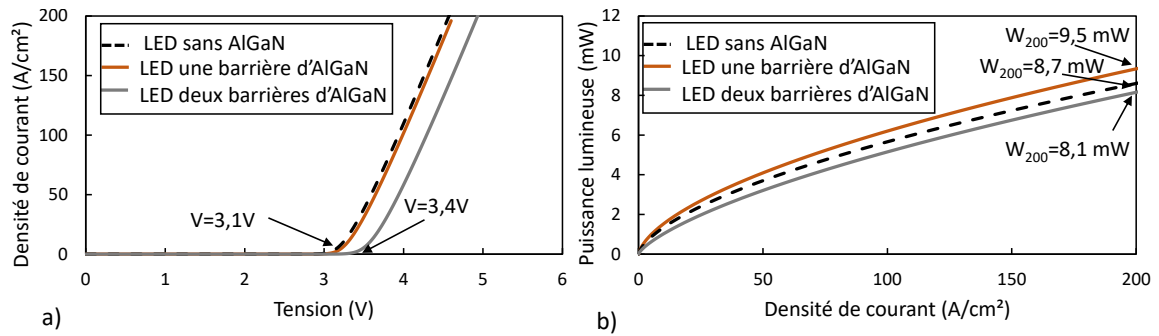 Densité de courant (A/cm²)
200
150
100
50
0
LED sans AlGaN
LED une barrière d'AlGaN
LED deux barrières d'AlGaN
V=3,1V
V=3,4V
0 1 2 3 4 5 6
Tension (V)
a)
Puissance lumineuse (mW)
12
10
8
6
4
2
0
LED sans AlGaN
LED une barrière d'AlGaN
LED deux barrières d'AlGaN
W200=9,5 mW
W200=8,7 mW
W200=8,1 mW
0 50 100 150 200
Densité de courant (A/cm²)
b)